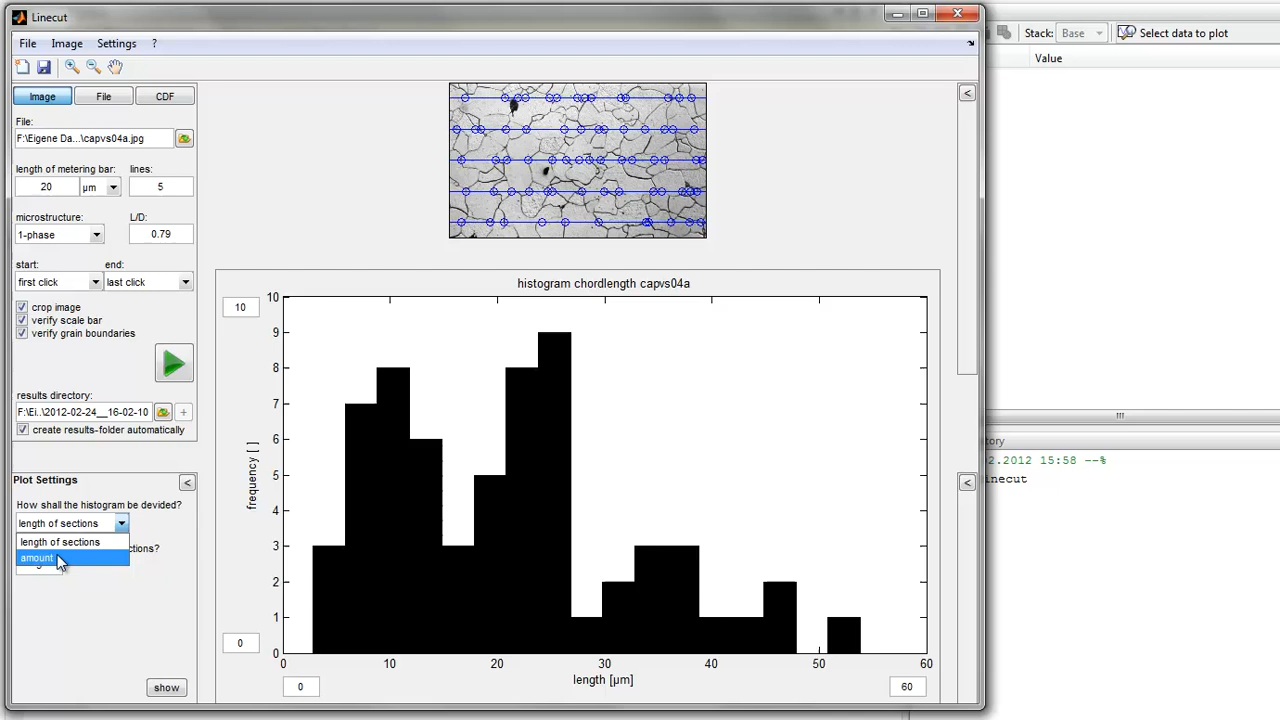 Linecut
File Image Settings ?
Stack: Base Select data to plot
Value
Image File CDF
File:
F:\Eigene Da...\capvs04a.jpg
length of metering bar: lines:
20 µm 5
microstructure: L/D:
1-phase 0.79
start: end:
first click last click
crop image
verify scale bar
verify grain boundaries
results directory:
F:\Ei..\2012-02-24__16-02-10 +
create results-folder automatically
Plot Settings <
How shall the histogram be devided?
length of sections
length of sections
amount
ctions?
show
<
<
histogram chordlength capvs04a
10
0
frequency [ ]
10
9
8
7
6
5
4
3
2
1
0
0 10 20 30 40 50 60
length [µm]
0 60
ory
2.2012 15:58 --%
inecut